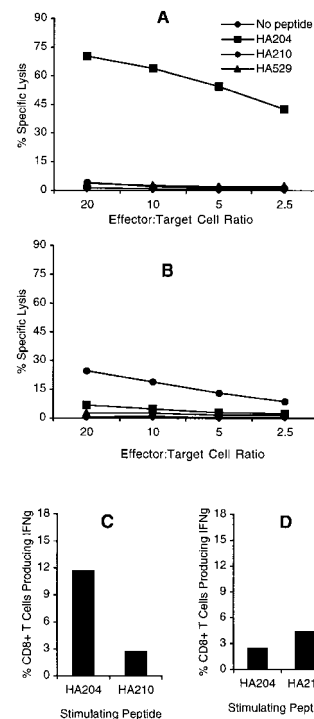 A
No peptide
HA204
HA210
HA529
90
75
60
45
30
15
0
% Specific Lysis
20 10 5 2.5
Effector:Target Cell Ratio
B
90
75
60
45
30
15
0
% Specific Lysis
20 10 5 2.5
Effector:Target Cell Ratio
C
18
15
12
9
6
3
0
% CD8+ T Cells Producing IFNg
HA204 HA210
Stimulating Peptide
D
18
15
12
9
6
3
0
% CD8+ T Cells Producing IFNg
HA204 HA21
Stimulating Pept